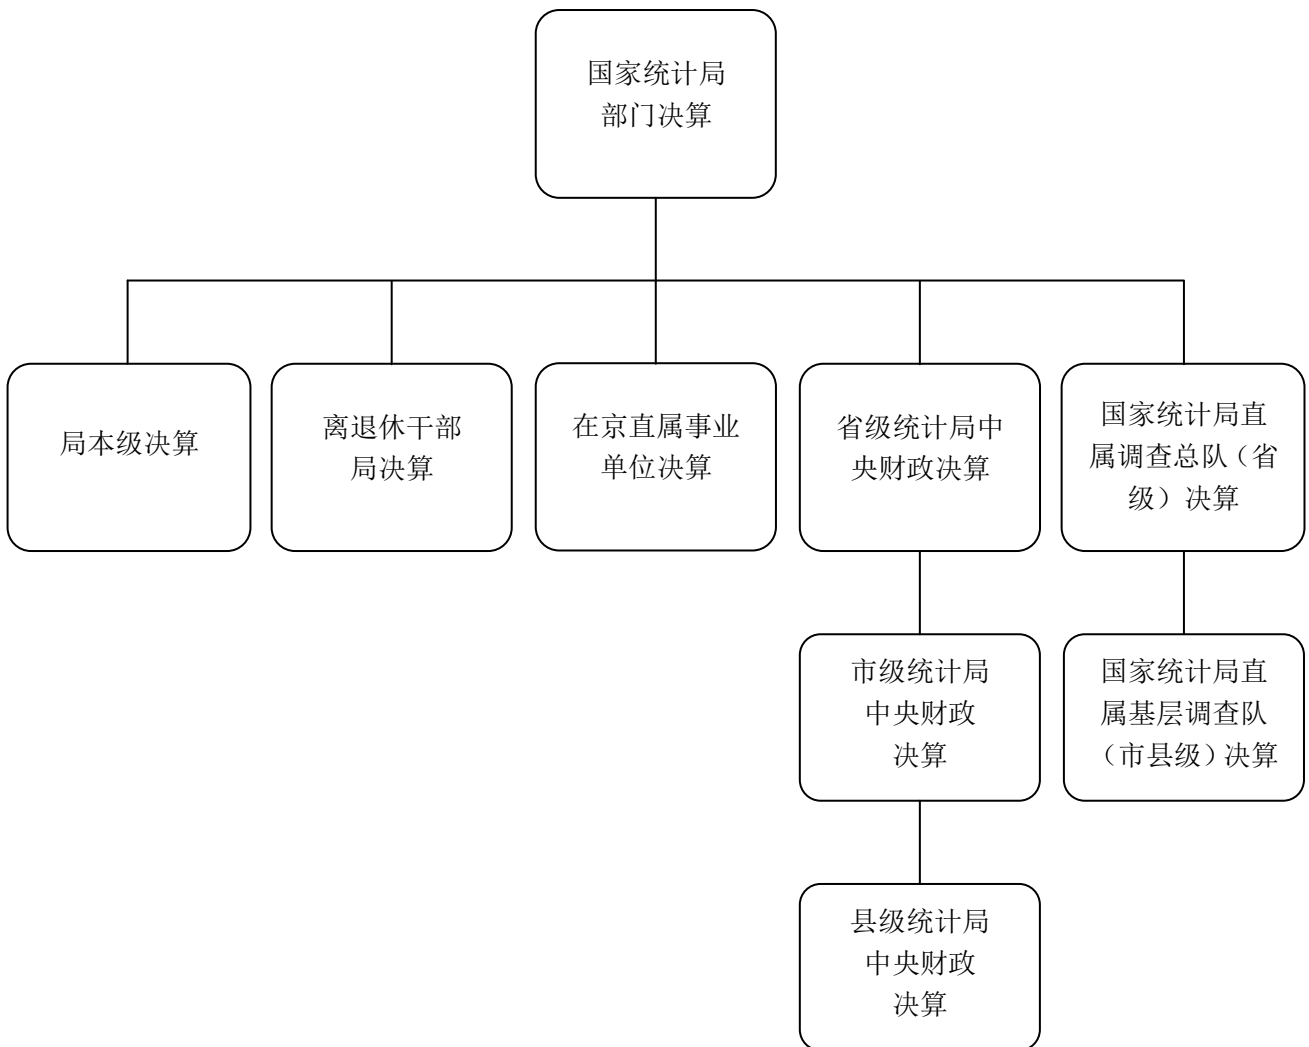 国家统计局
部门决算
局本级决算
离退休干部
局决算
在京直属事业
单位决算
省级统计局中
央财政决算
国家统计局直
属调查总队（省
级）决算
市级统计局
中央财政
决算
国家统计局直
属基层调查队
（市县级）决算
县级统计局
中央财政
决算